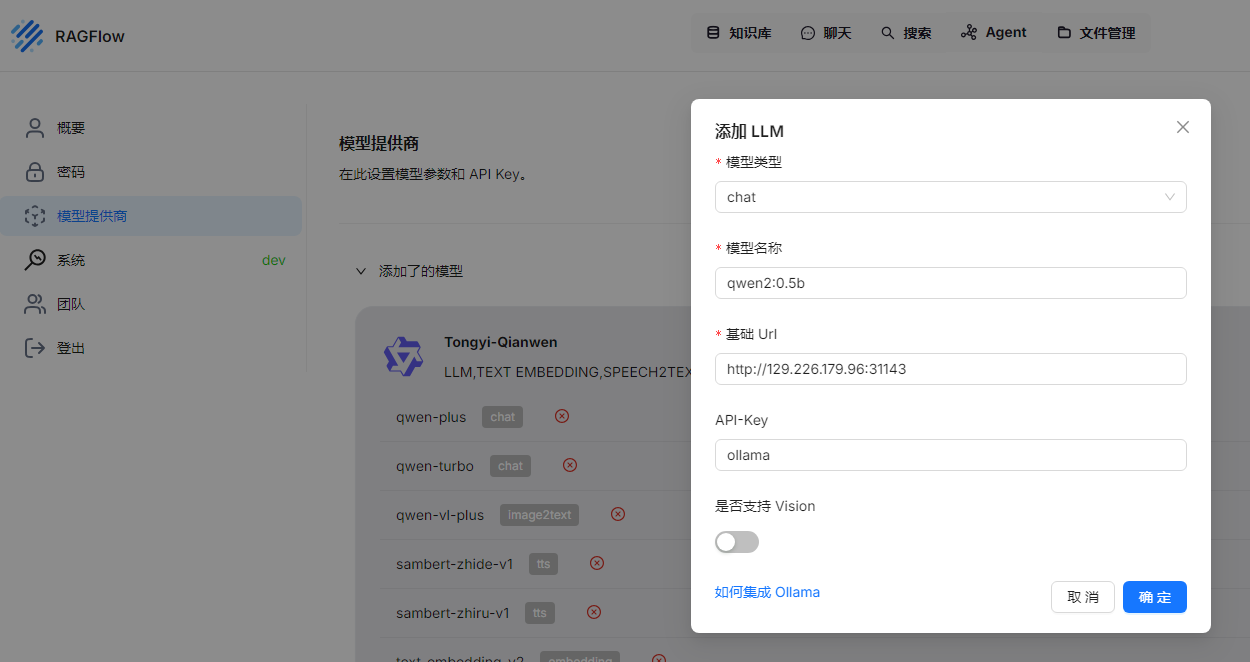 RAGFlow
知识库
聊天
搜索
Agent
文件管理
概要
密码
模型提供商
系统 dev
团队
登出
模型提供商
在此设置模型参数和 API Key。
添加了的模型
Tongyi-Qianwen
LLM,TEXT EMBEDDING,SPEECH2TEX
qwen-plus chat
qwen-turbo chat
qwen-vl-plus image2text
sambert-zhide-v1 tts
sambert-zhiru-v1 tts
text-embedding-v2 embedding
添加 LLM
* 模型类型
chat
* 模型名称
qwen2:0.5b
* 基础 Url
http://129.226.179.96:31143
API-Key
ollama
是否支持 Vision
如何集成 Ollama
取 消
确 定